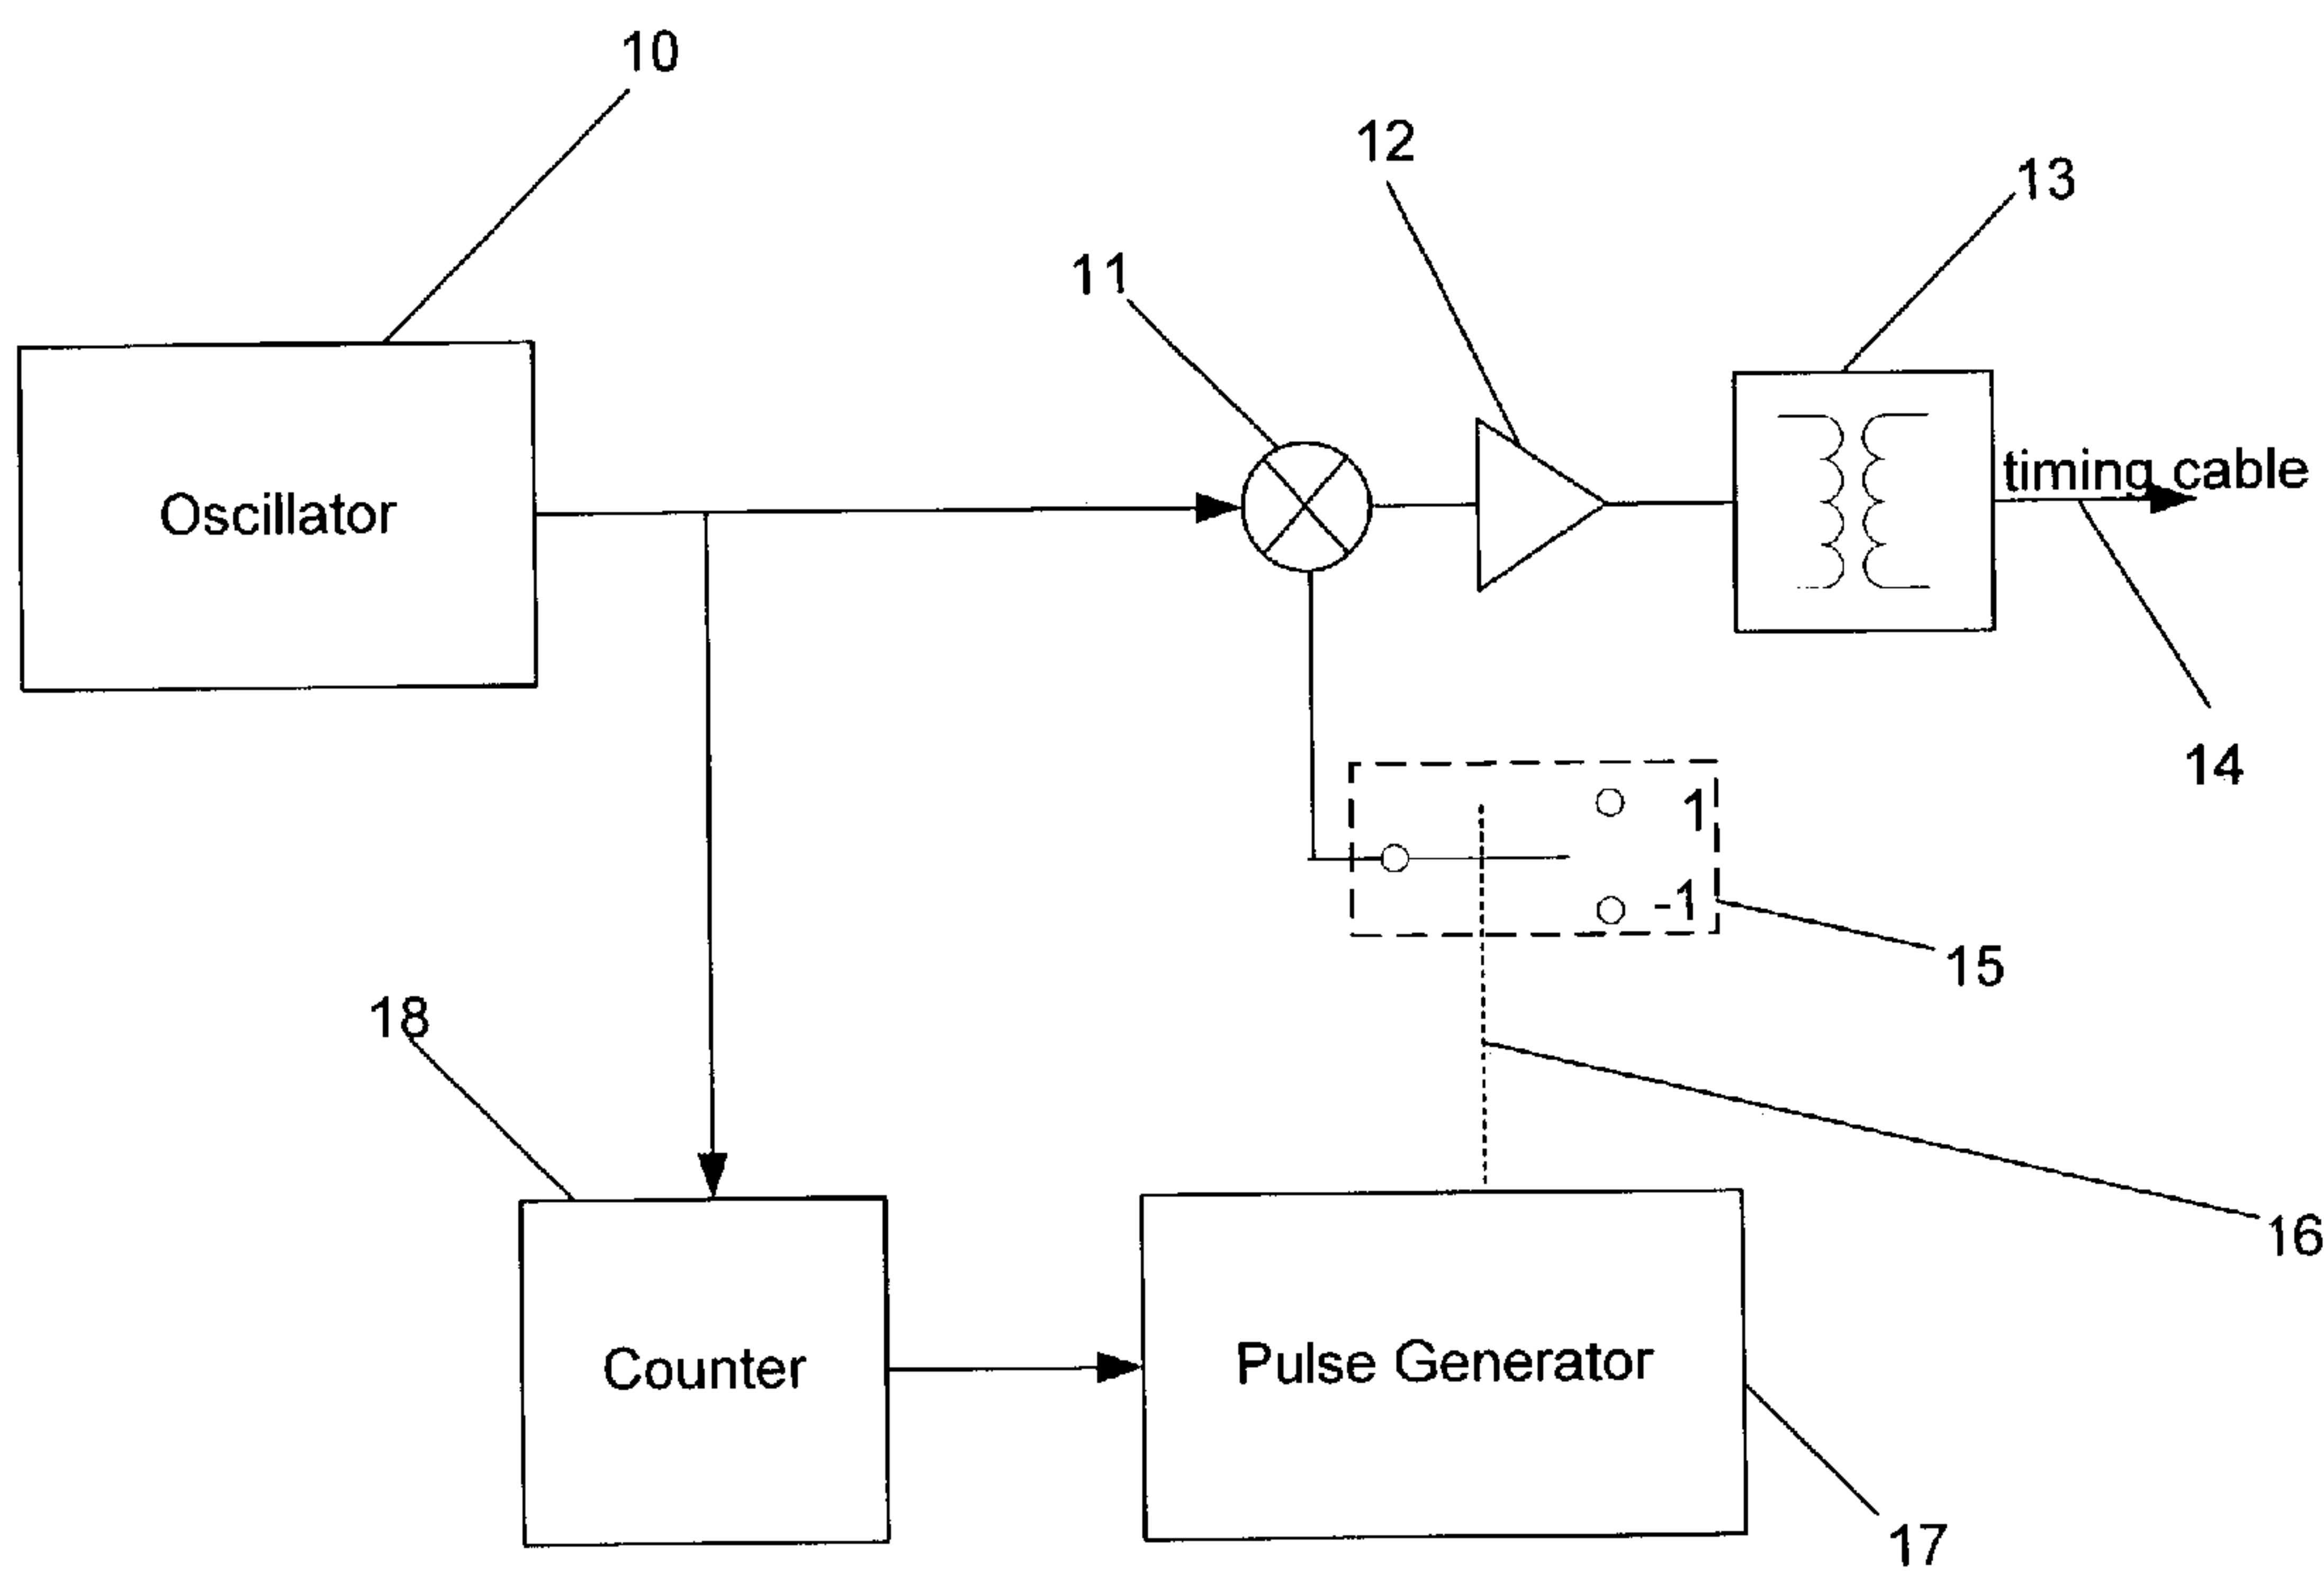 10
12
13
11
Oscillator
timing cable
14
1
-1
15
18
16
Counter
Pulse Generator
17